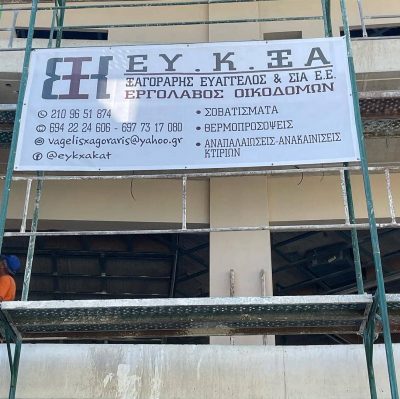 ΕΥ.Κ.ΞΑ
ΞΑΓΟΡΑΡΗΣ ΕΥΑΓΓΕΛΟΣ & ΣΙΑ Ε.Ε.
ΕΡΓΟΛΑΒΟΣ ΟΙΚΟΔΟΜΩΝ
210 96 51 874
694 22 24 606 - 697 73 17 080
vagelisxagoraris@yahoo.gr
@eykxakat
• ΣΟΒΑΤΙΣΜΑΤΑ
• ΘΕΡΜΟΠΡΟΣΟΨΕΙΣ
• ΑΝΑΠΑΛΑΙΩΣΕΙΣ-ΑΝΑΚΑΙΝΙΣΕΙΣ
ΚΤΙΡΙΩΝ